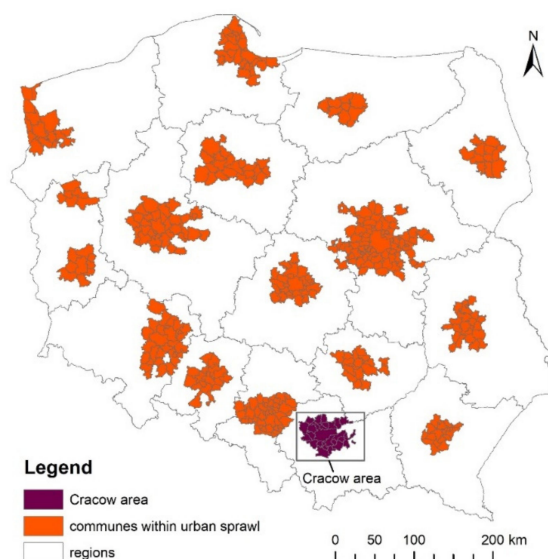 N
Cracow area
Legend
Cracow area
communes within urban sprawl
regions
0 50 100 200 km